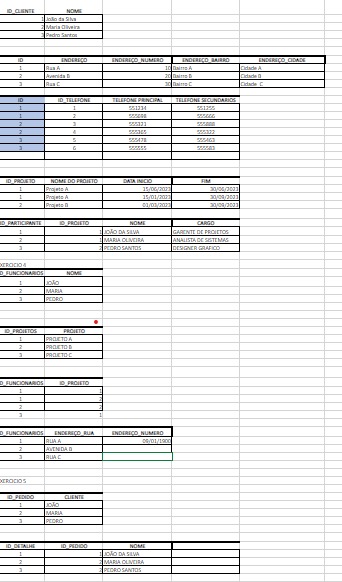 ID_CLIENTE NOME
1 João da Silva
2 Maria Oliveira
3 Pedro Santos
ID ENDEREÇO ENDEREÇO_NUMERO ENDEREÇO_BAIRRO ENDEREÇO_CIDADE
1 Rua A 10 Bairro A Cidade A
2 Avenida B 20 Bairro B Cidade B
3 Rua C 30 Bairro C Cidade C
ID ID_TELEFONE TELEFONE PRINCIPAL TELEFONE SECUNDARIOS
1 1 551234 551255
1 2 555698 555666
2 3 555321 555888
2 4 555365 555322
3 5 555478 555463
3 6 555555 555583
ID_PROJETO NOME DO PROJETO DATA INICIO FIM
1 Projeto A 15/06/2023 30/06/2023
1 Projeto A 15/01/2023 30/09/2023
2 Projeto B 01/03/2023 30/09/2023
ID_PARTICIPANTE ID_PROJETO NOME CARGO
1 1 JOÃO DA SILVA GARENTE DE PROJETOS
2 1 MARIA OLIVEIRA ANALISTA DE SISTEMAS
3 2 PEDRO SANTOS DESIGNER GRAFICO
XERCICIO 4
D_FUNCIONARIOS NOME
1 JOÃO
2 MARIA
3 PEDRO
ID_PROJETOS PROJETO
1 PROJETO A
2 PROJETO B
3 PROJETO C
D_FUNCIONARIOS ID_PROJETO
1 1
1 2
2
3 1
D_FUNCIONARIOS ENDEREÇO_RUA ENDEREÇO_NUMERO
1 RUA A 09/01/1900
2 AVENIDA B
3 RUA C
XERCICIO 5
ID_PEDIDO CLIENTE
1 JOÃO
2 MARIA
3 PEDRO
ID_DETALHE ID_PEDIDO NOME
1 1 JOÃO DA SILVA
2 2 MARIA OLIVEIRA
3 PEDRO SANTOS